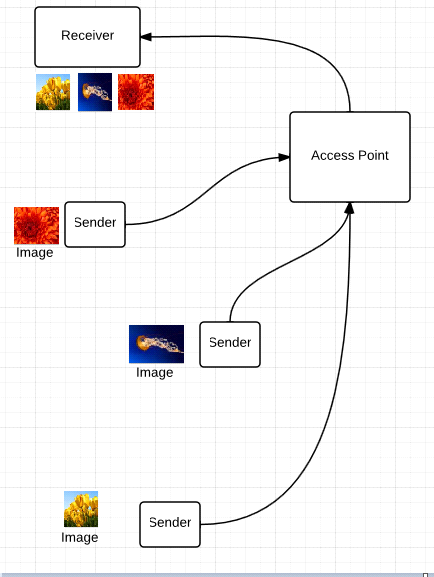 Receiver
Access Point
Sender
Image
Sender
Image
Sender
Image